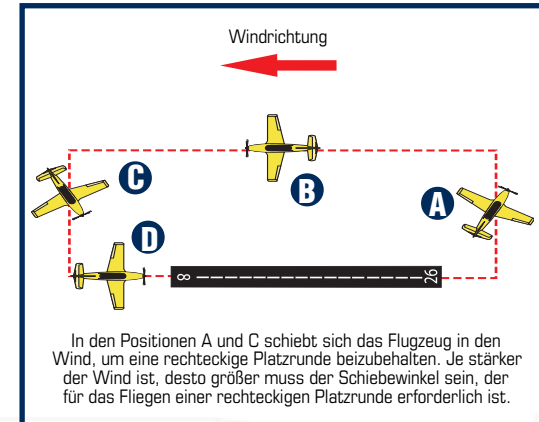 Windrichtung
C
B
A
D
8
26
In den Positionen A und C schiebt sich das Flugzeug in den
Wind, um eine rechteckige Platzrunde beizubehalten. Je stärker
der Wind ist, desto größer muss der Schiebewinkel sein, der
für das Fliegen einer rechteckigen Platzrunde erforderlich ist.